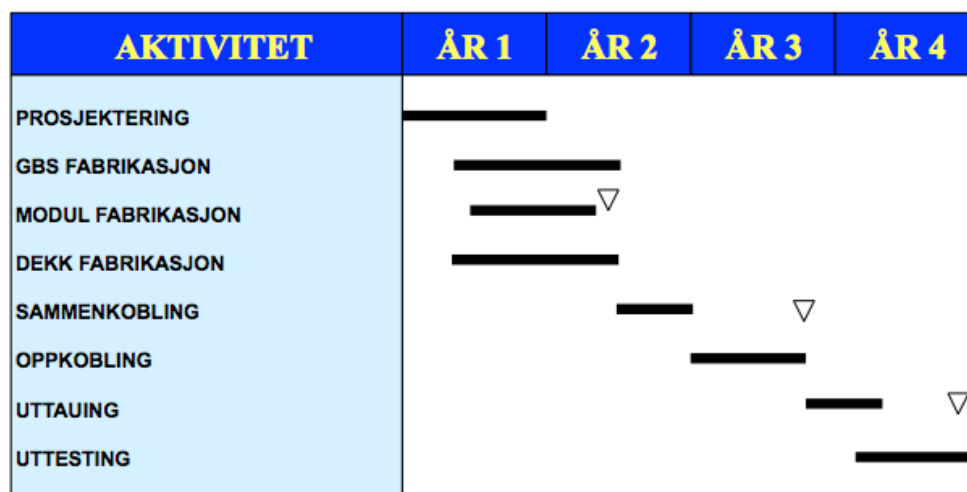 AKTIVITET ÅR 1 ÅR 2 ÅR 3 ÅR 4
PROSJEKTERING
GBS FABRIKASJON
MODUL FABRIKASJON
DEKK FABRIKASJON
SAMMENKOBLING
OPPKOBLING
UTTAUING
UTTESTING